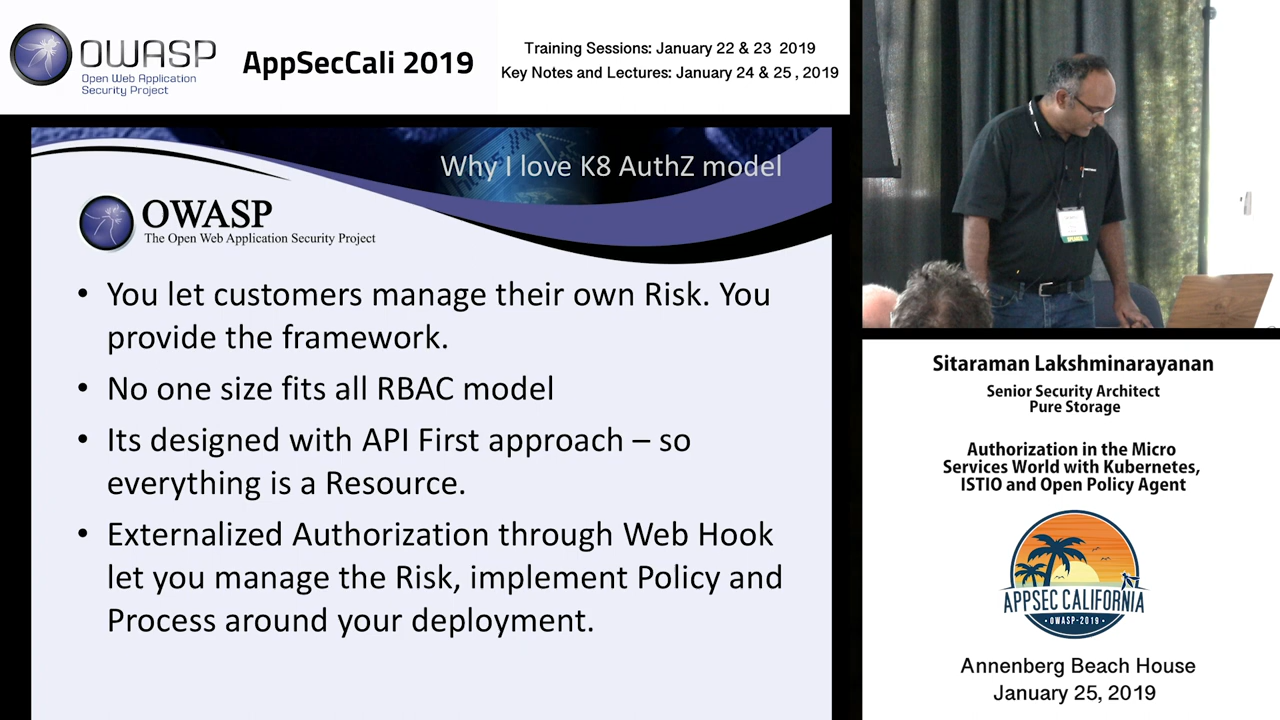 OWASP
Open Web Application
Security Project
AppSecCali 2019
Training Sessions: January 22 & 23 2019
Key Notes and Lectures: January 24 & 25 , 2019
Why I love K8 AuthZ model
OWASP
The Open Web Application Security Project
• You let customers manage their own Risk. You
provide the framework.
• No one size fits all RBAC model
• Its designed with API First approach – so
everything is a Resource.
• Externalized Authorization through Web Hook
let you manage the Risk, implement Policy and
Process around your deployment.
SPEAKER
Sitaraman Lakshminarayanan
Senior Security Architect
Pure Storage
Authorization in the Micro
Services World with Kubernetes,
ISTIO and Open Policy Agent
APPSEC CALIFORNIA
• OWASP-2019 •
Annenberg Beach House
January 25, 2019